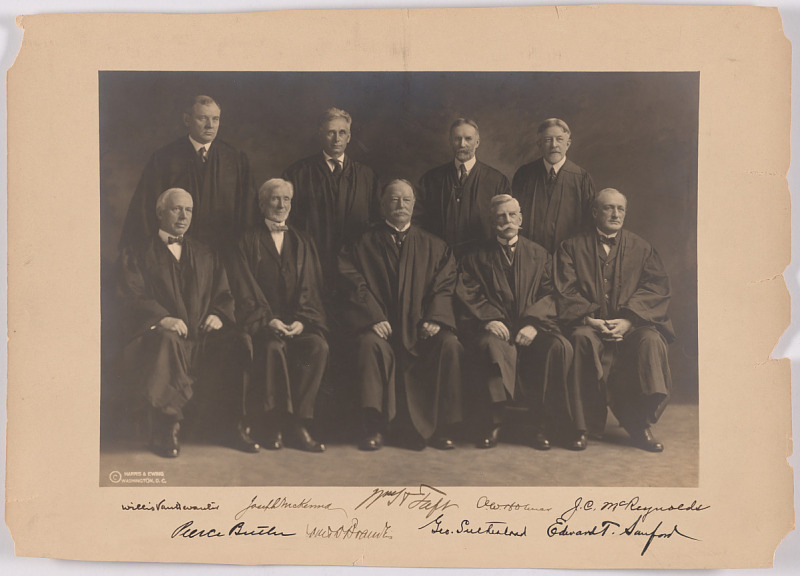 © HARRIS & EWING
WASHINGTON, D. C.
Willis Van Devanter Joseph McKenna Wm H Taft O W Holmes J. C. McReynolds
Pierce Butler Louis D Brandeis Geo. Sutherland Edward T. Sanford